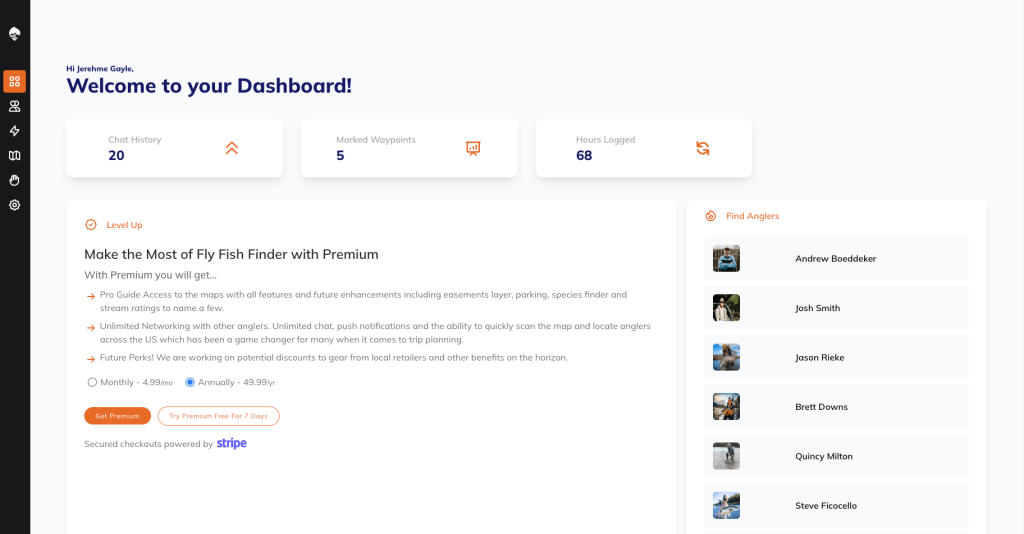 Hi Jerehme Gayle,
Welcome to your Dashboard!
Chat History
20
Marked Waypoints
5
Hours Logged
68
Level Up
Make the Most of Fly Fish Finder with Premium
With Premium you will get...
Pro Guide Access to the maps with all features and future enhancements including easements layer, parking, species finder and
stream ratings to name a few.
Unlimited Networking with other anglers. Unlimited chat, push notifications and the ability to quickly scan the map and locate anglers
across the US which has been a game changer for many when it comes to trip planning.
Future Perks! We are working on potential discounts to gear from local retailers and other benefits on the horizon.
Monthly - 4.99/mo Annually - 49.99/yr
Get Premium Try Premium Free For 7 Days
Secured checkouts powered by stripe
Find Anglers
Andrew Boeddeker
Josh Smith
Jason Rieke
Brett Downs
Quincy Milton
Steve Ficocello